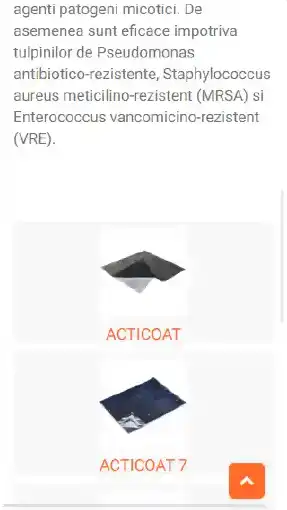 agenti patogeni micotici. De
asemenea sunt eficace impotriva
tulpinilor de Pseudomonas
antibiotico-rezistente, Staphylococcus
aureus meticilino-rezistent (MRSA) si
Enterococcus vancomicino-rezistent
(VRE).
ACTICOAT
ACTICOAT 7